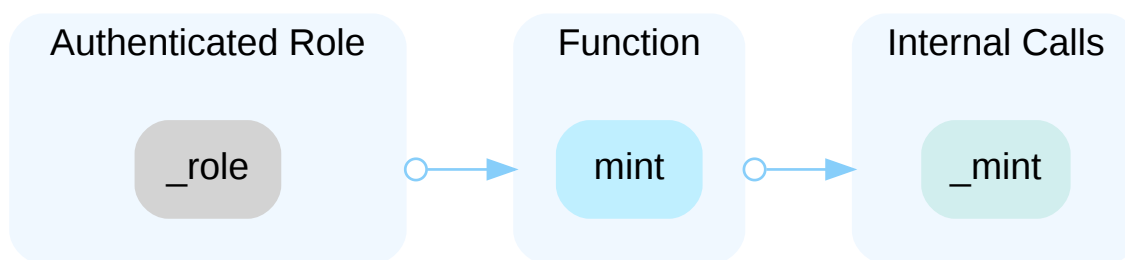 Authenticated Role
Function
Internal Calls
_role
mint
_mint